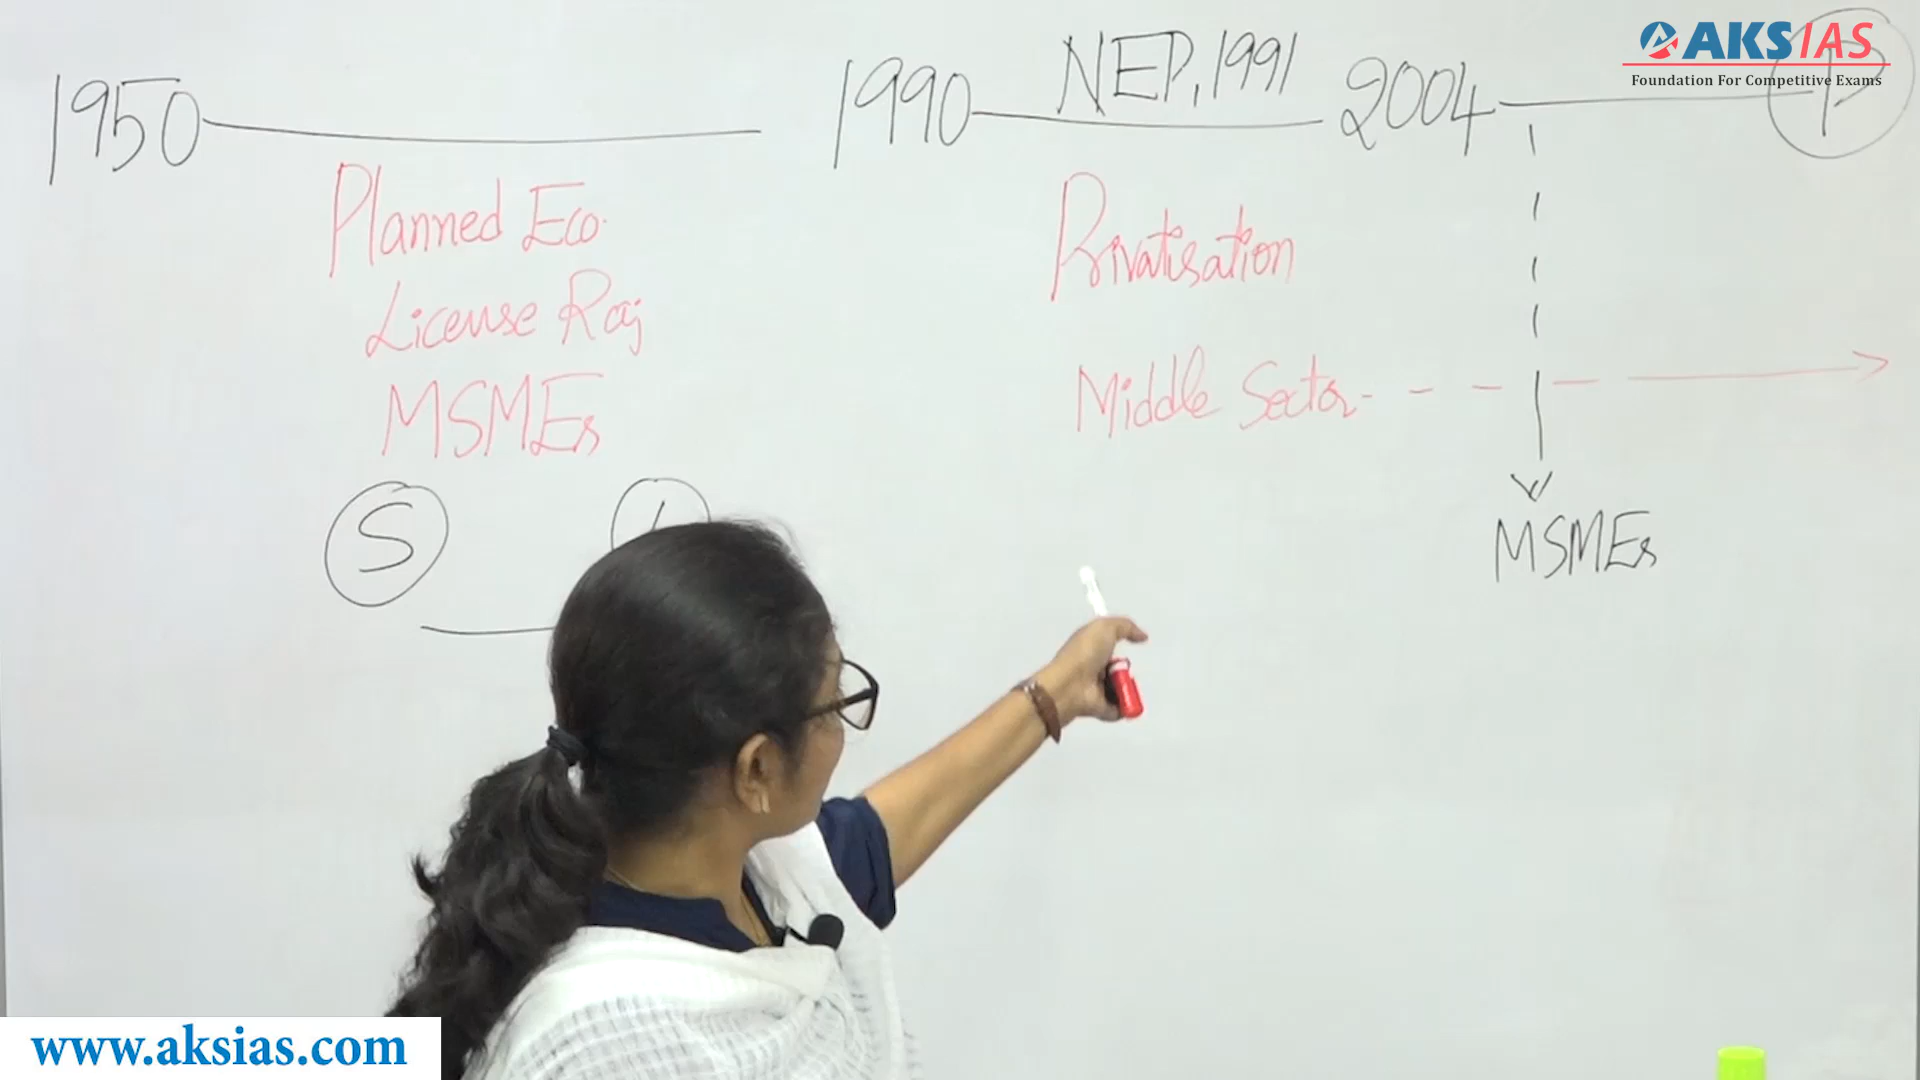 AKS IAS
Foundation For Competitive Exams
1950 1990 NEP, 1991 2004 P
Planned Eco.
License Raj
MSMEs
S
Privatisation
Middle Sector
MSMEs
www.aksias.com